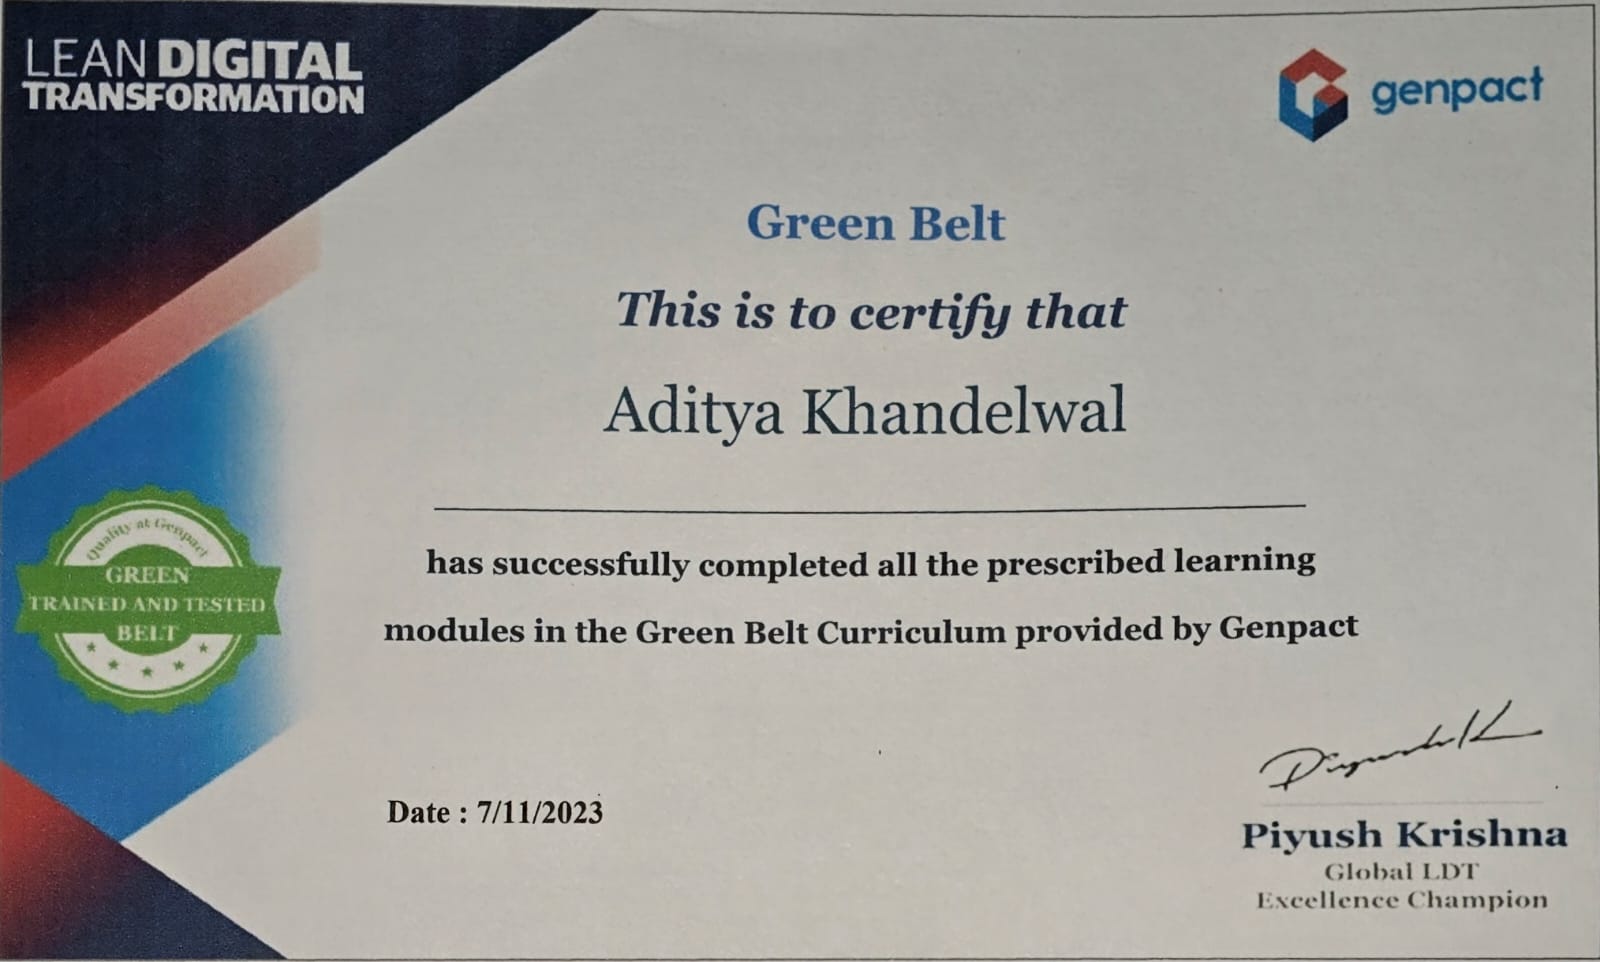 LEAN DIGITAL
TRANSFORMATION
genpact
Green Belt
This is to certify that
Aditya Khandelwal
has successfully completed all the prescribed learning
modules in the Green Belt Curriculum provided by Genpact
Quality at Genpact
GREEN
TRAINED AND TESTED
BELT
Date : 7/11/2023
Piyush K
Piyush Krishna
Global LDT
Excellence Champion